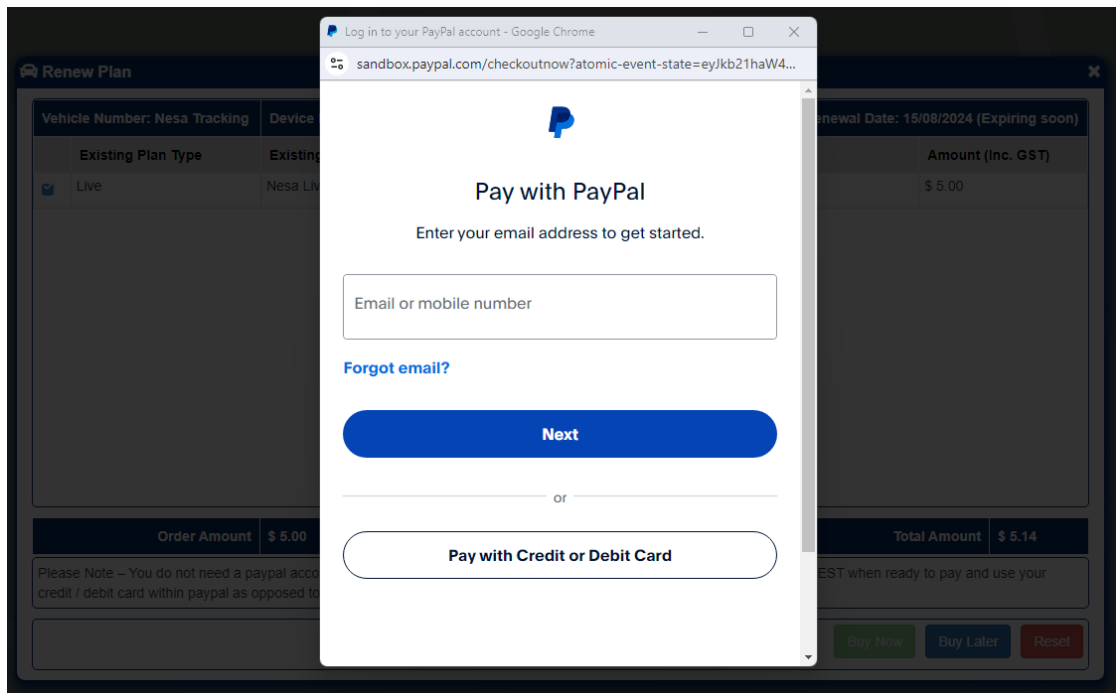 Log in to your PayPal account - Google Chrome
sandbox.paypal.com/checkoutnow?atomic-event-state=eyJkb21haW4...
Renew Plan
Vehicle Number: Nesa Tracking Device enewal Date: 15/08/2024 (Expiring soon)
Existing Plan Type Existing Amount (Inc. GST)
Live Nesa Liv $ 5.00
Pay with PayPal
Enter your email address to get started.
Email or mobile number
Forgot email?
Next
or
Pay with Credit or Debit Card
Order Amount $ 5.00 Total Amount $ 5.14
Please Note – You do not need a paypal acco EST when ready to pay and use your
credit / debit card within paypal as opposed to
Buy Now Buy Later Reset